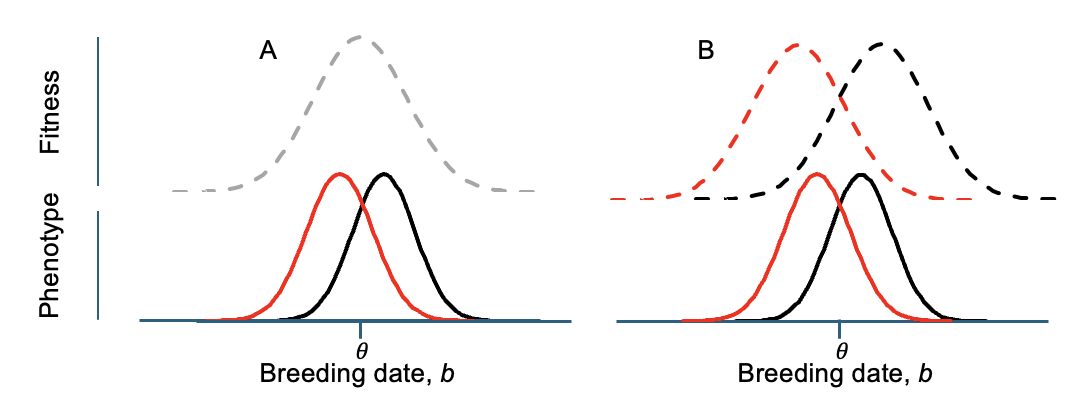 A
B
Fitness
Phenotype
θ
θ
Breeding date, b
Breeding date, b